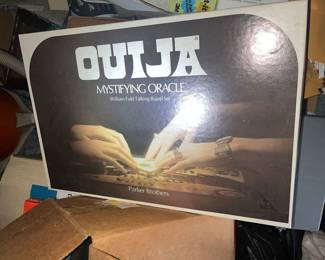 OUIJA
MYSTIFYING ORACLE
William Fuld Talking Board Set
Parker Brothers